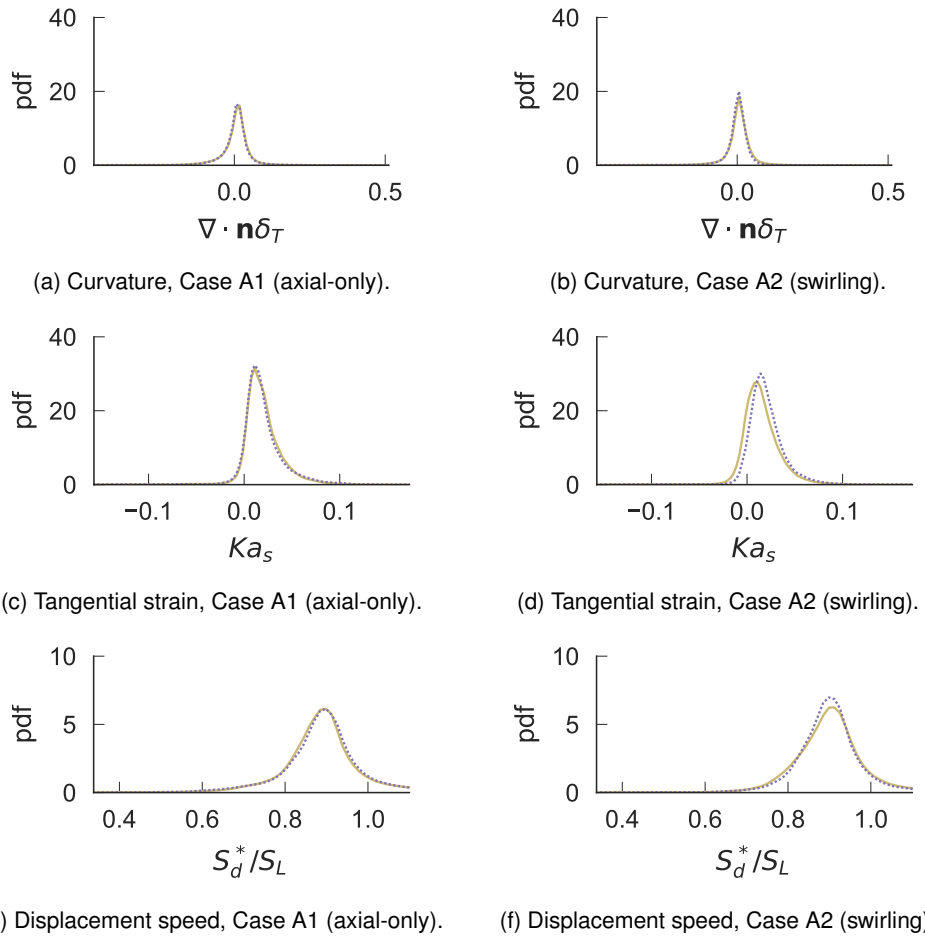 40
40
pdf
pdf
20
20
0
0
0.0
0.5
0.0
0.5
∇ · nδ_T
∇ · nδ_T
(a) Curvature, Case A1 (axial-only).
(b) Curvature, Case A2 (swirling).
40
40
pdf
pdf
20
20
0
0
−0.1
0.0
0.1
−0.1
0.0
0.1
Ka_s
Ka_s
(c) Tangential strain, Case A1 (axial-only).
(d) Tangential strain, Case A2 (swirling).
10
10
pdf
pdf
5
5
0
0
0.4
0.6
0.8
1.0
0.4
0.6
0.8
1.0
S_d^*/S_L
S_d^*/S_L
) Displacement speed, Case A1 (axial-only).
(f) Displacement speed, Case A2 (swirling)